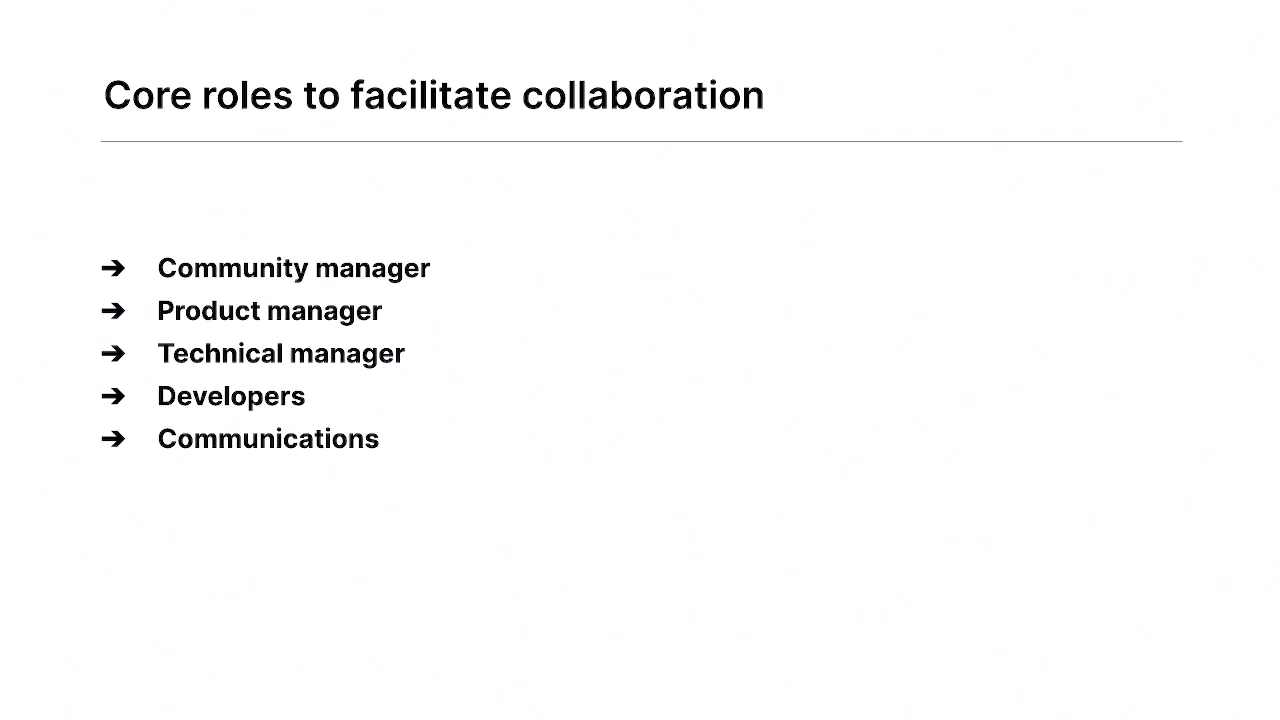 Core roles to facilitate collaboration
➔ Community manager
➔ Product manager
➔ Technical manager
➔ Developers
➔ Communications